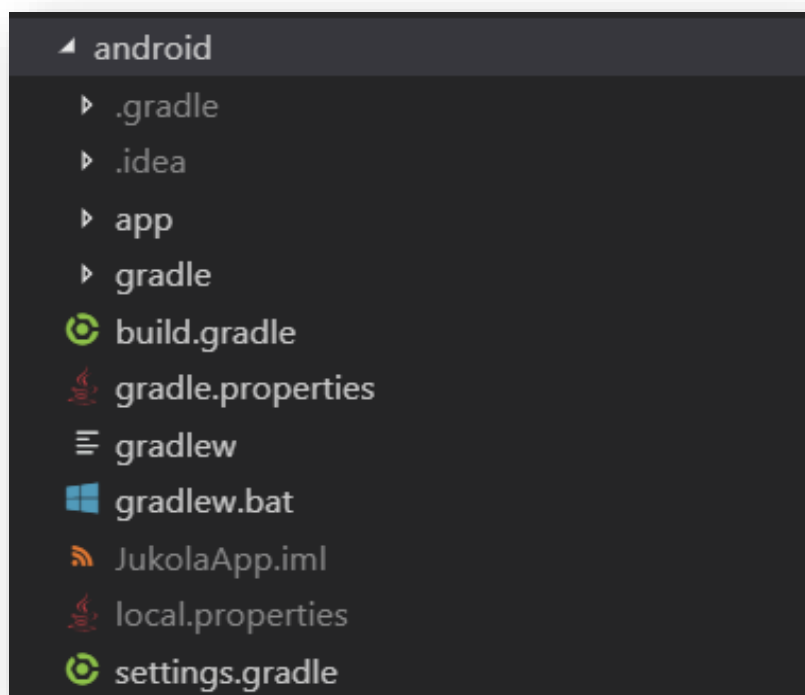 android
.gradle
.idea
app
gradle
build.gradle
gradle.properties
gradlew
gradlew.bat
JukolaApp.iml
local.properties
settings.gradle